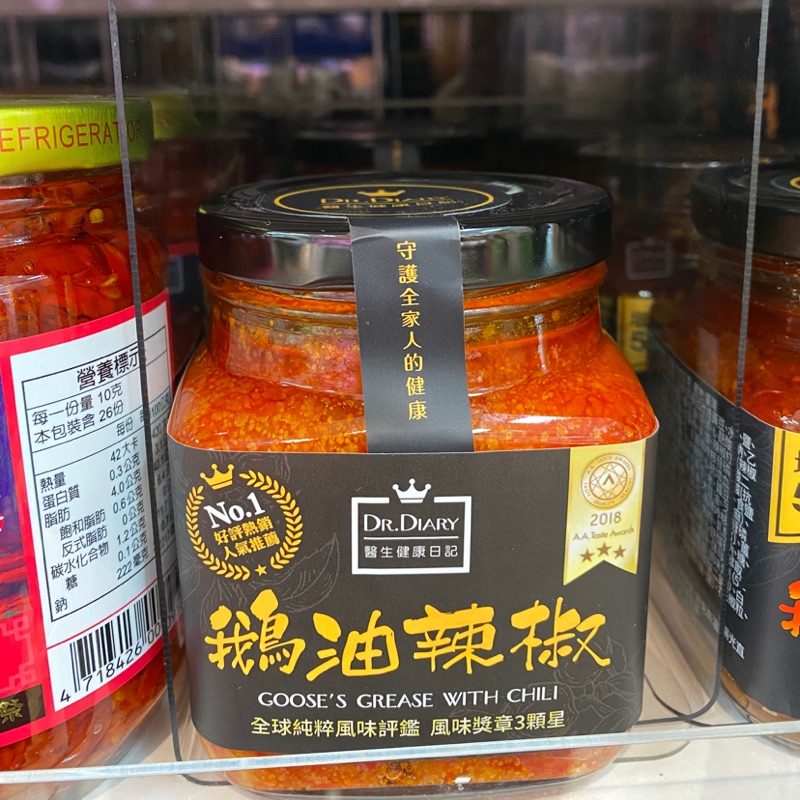 EFRIGERATOR
營養標示
每一份量 10克
本包裝含 26份
每份
熱量 42大卡
蛋白質 0.3公克
脂肪 4.0公克
飽和脂肪 0.6公克
反式脂肪 0公克
碳水化合物 1.2公克
糖 0.1公克
鈉 222毫克
4 718426 00
DR.DIARY
守護全家人的健康
No.1
好評熱銷
人氣推薦
DR.DIARY
醫生健康日記
2018
A.A. Taste Awards
鵝油辣椒
GOOSE'S GREASE WITH CHILI
全球純粹風味評鑑 風味獎章3顆星